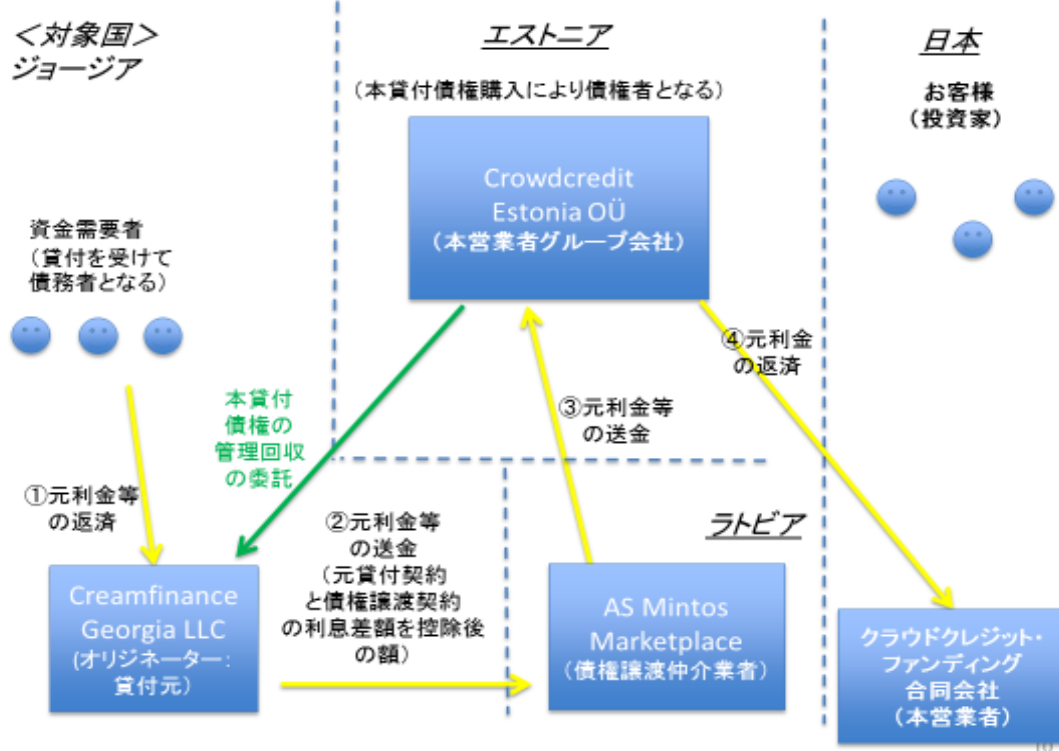 ＜対象国＞
ジョージア
エストニア
日本
（本貸付債権購入により債権者となる）
お客様
（投資家）
Crowdcredit
Estonia OÜ
（本営業者グループ会社）
資金需要者
（貸付を受けて
債務者となる）
④元利金
の返済
本貸付
債権の
管理回収
の委託
③元利金等
の送金
①元利金等
の返済
②元利金等
の送金
（元貸付契約
と債権譲渡契約
の利息差額を控除後
の額）
ラトビア
Creamfinance
Georgia LLC
(オリジネーター：
貸付元）
AS Mintos
Marketplace
（債権譲渡仲介業者）
クラウドクレジット・
ファンディング
合同会社
（本営業者）